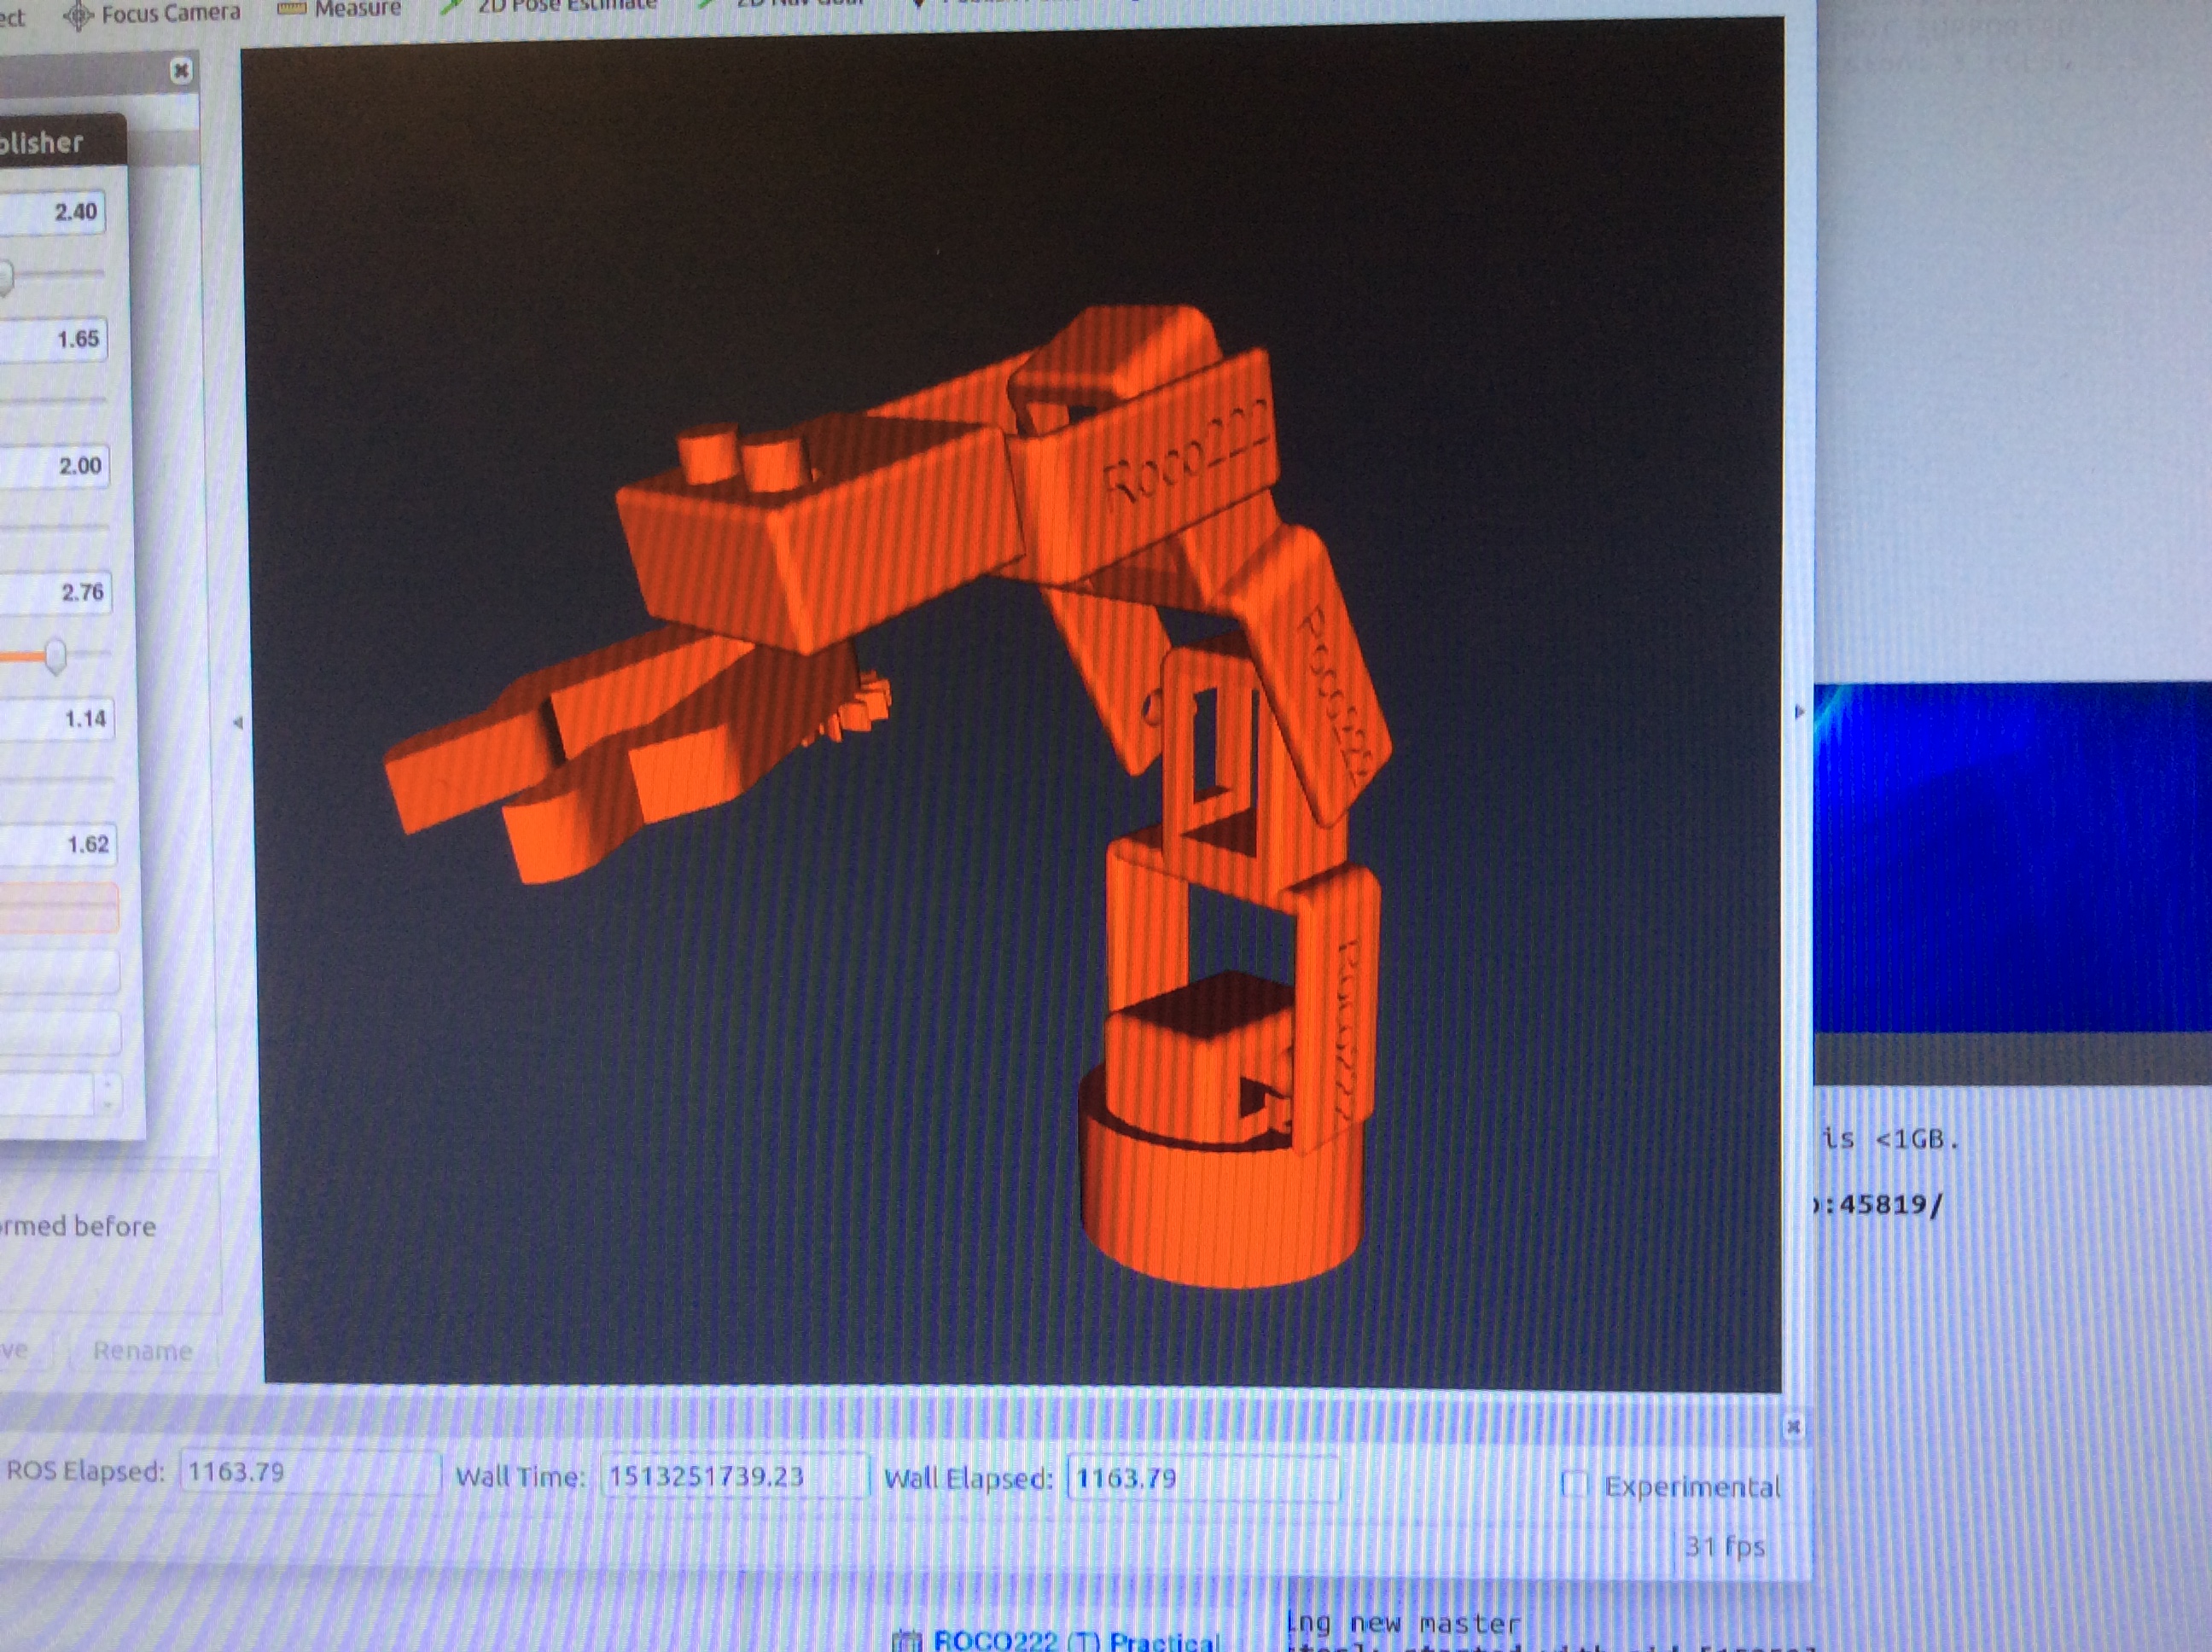 ect Focus Camera Measure 2D Pose Estimate 2D Nav Goal
blisher
2.40
1.65
2.00
2.76
1.14
1.62
Roco222
Roco222
Roco222
is <1GB.
:45819/
rmed before
ve Rename
ROS Elapsed: 1163.79 Wall Time: 1513251739.23 Wall Elapsed: 1163.79 Experimental
31 fps
ing new master
ROCO222 (T) Practical